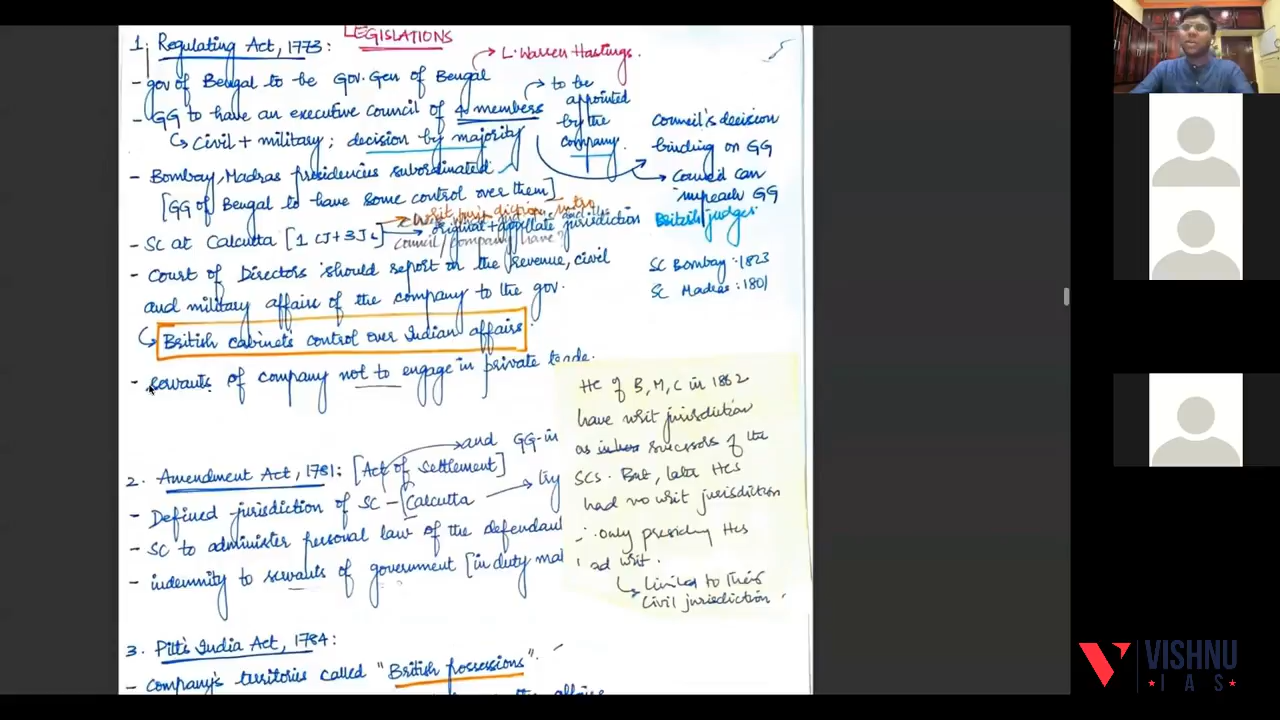 LEGISLATIONS
1. Regulating Act, 1773:
→ L. Warren Hastings.
- gov of Bengal to be Gov. Gen of Bengal
- GG to have an executive council of 4 members
→ to be
appointed
by the
company.
↳ Civil + military; decision by majority
Council's decision
binding on GG
→ Council can
impeach GG
- Bombay, Madras presidencies subordinated
[GG of Bengal to have some control over them]
- SC at Calcutta [1 CJ + 3 Js]
→ writ jurisdiction
→ original + appellate jurisdiction
council/company have?
British judges
SC Bombay : 1823
SC Madras : 1801
- Court of Directors should report on the revenue, civil
and military affairs of the company to the gov.
↳ British cabinet's control over Indian affairs.
- servants of company not to engage in private trade.
HC of B, M, C in 1862
have writ jurisdiction
as successors of the
SCs. But, later HCs
had no writ jurisdiction
∴ only presidency HCs
had writ.
↳ Limited to their
civil jurisdiction
2. Amendment Act, 1781: [Act of Settlement]
→ and GG-in
- Defined jurisdiction of SC - Calcutta → try
- SC to administer personal law of the defendant
- indemnity to servants of government [in duty
3. Pitt's India Act, 1784:
- Company's territories called "British possessions".
VISHNU
IAS